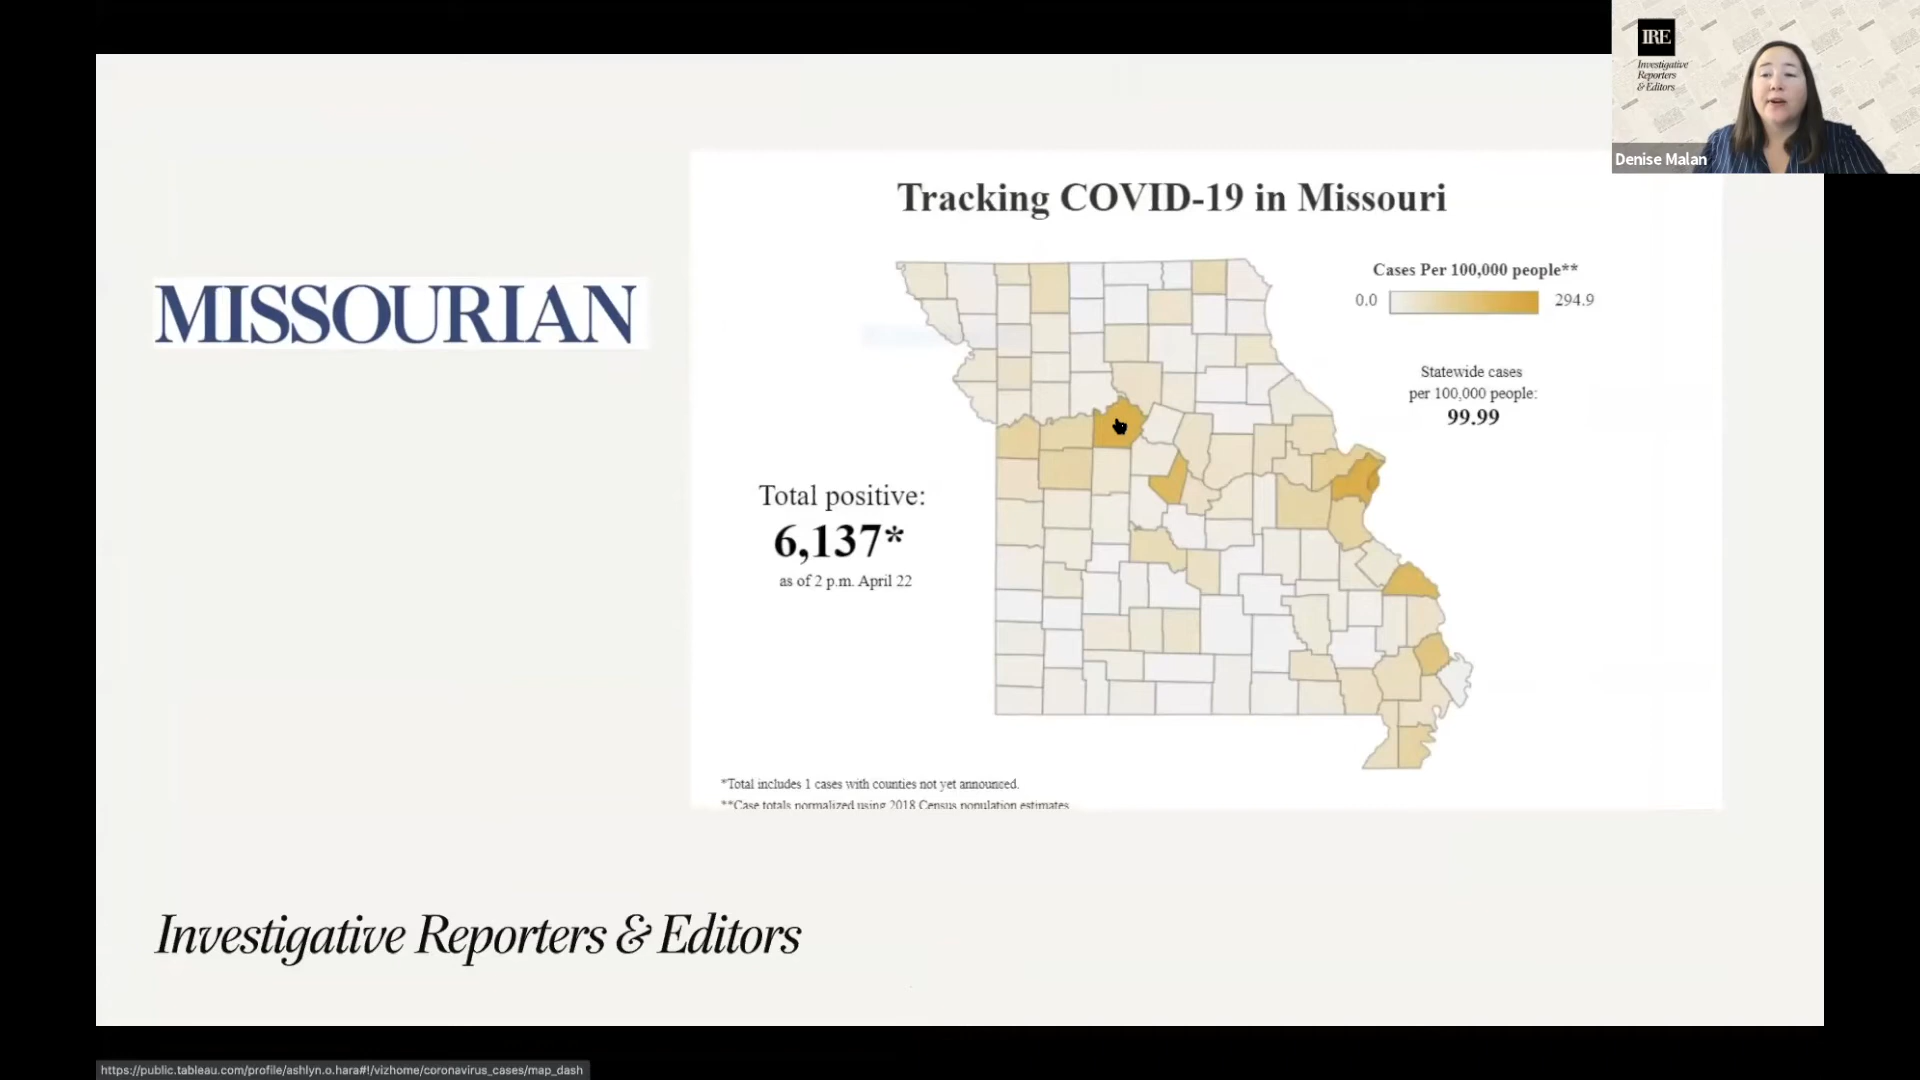 IRE
Investigative
Reporters
& Editors
Denise Malan
Tracking COVID-19 in Missouri
Cases Per 100,000 people**
0.0
294.9
MISSOURIAN
Statewide cases
per 100,000 people:
99.99
Total positive:
6,137*
as of 2 p.m. April 22
*Total includes 1 cases with counties not yet announced.
**Case totals normalized using 2018 Census population estimates
Investigative Reporters & Editors
https://public.tableau.com/profile/ashlyn.o.hara#!/vizhome/coronavirus_cases/map_dash